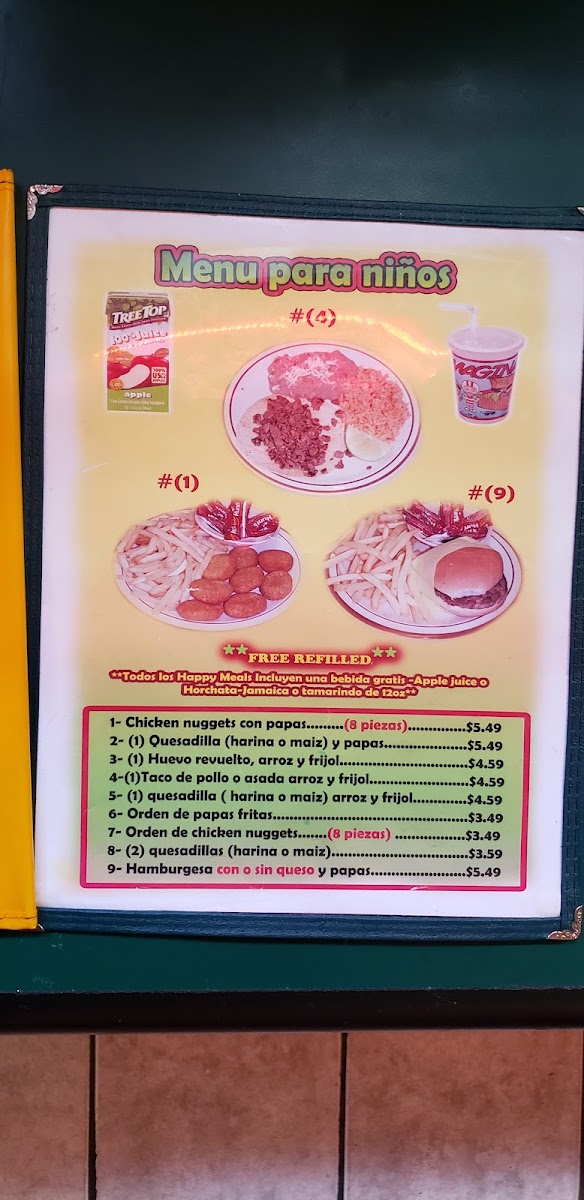 Menu para niños
#(4)
TREE TOP
100% Juice
100% USA
apple
#(1)
#(9)
**FREE REFILLED**
**Todos los Happy Meals Incluyen una bebida gratis -Apple juice o
Horchata-Jamaica o tamarindo de 12oz**
1- Chicken nuggets con papas.........(8 piezas)..............$5.49
2- (1) Quesadilla (harina o maiz) y papas....................$5.49
3- (1) Huevo revuelto, arroz y frijol...............................$4.59
4-(1)Taco de pollo o asada arroz y frijol........................$4.59
5- (1) quesadilla ( harina o maiz) arroz y frijol.............$4.59
6- Orden de papas fritas.............................................$3.49
7- Orden de chicken nuggets.......(8 piezas) ..................$3.49
8- (2) quesadillas (harina o maiz)................................$3.59
9- Hamburgesa con o sin queso y papas......................$5.49